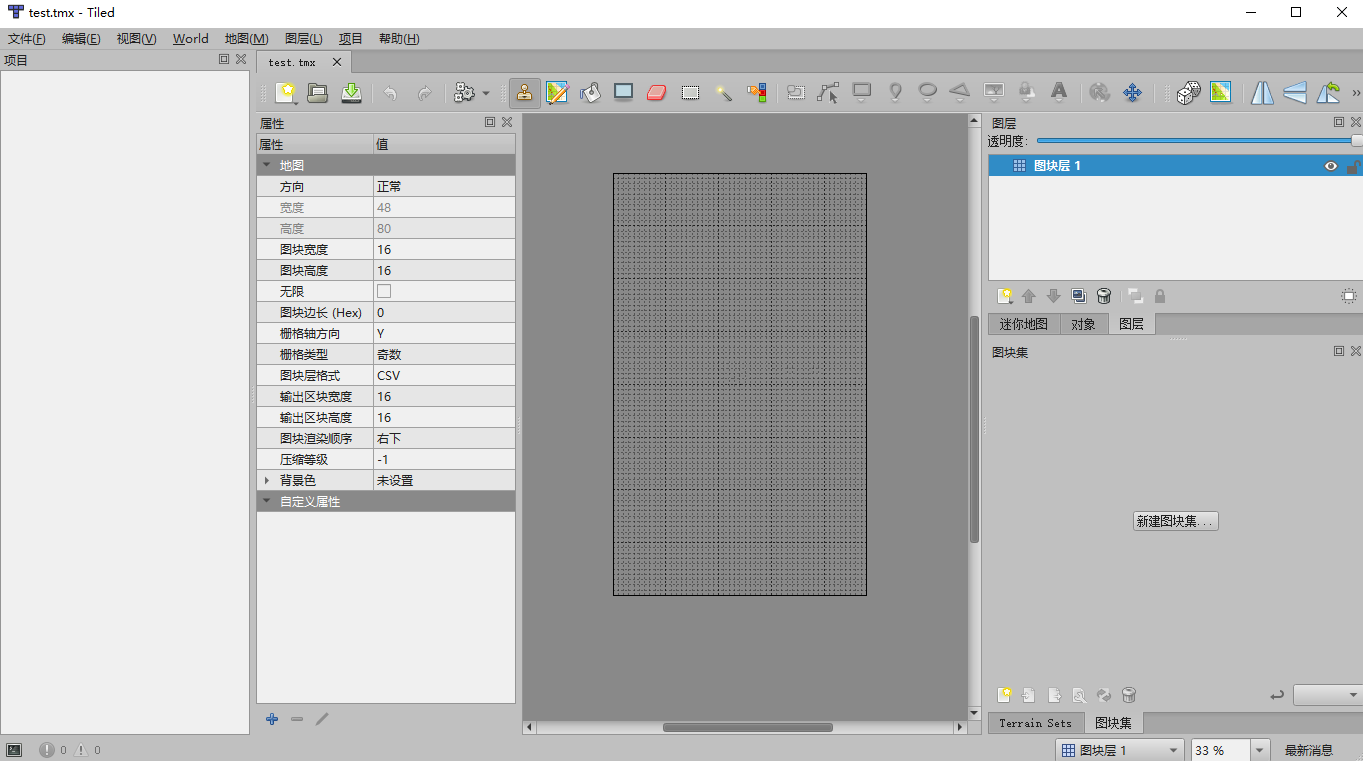 test.tmx - Tiled
文件(F) 编辑(E) 视图(V) World 地图(M) 图层(L) 项目 帮助(H)
项目
test.tmx
属性
属性 值
地图
方向 正常
宽度 48
高度 80
图块宽度 16
图块高度 16
无限
图块边长 (Hex) 0
栅格轴方向 Y
栅格类型 奇数
图块层格式 CSV
输出区块宽度 16
输出区块高度 16
图块渲染顺序 右下
压缩等级 -1
背景色 未设置
自定义属性
图层
透明度:
图块层 1
迷你地图 对象 图层
图块集
新建图块集...
Terrain Sets 图块集
0 0
图块层 1 33 % 最新消息